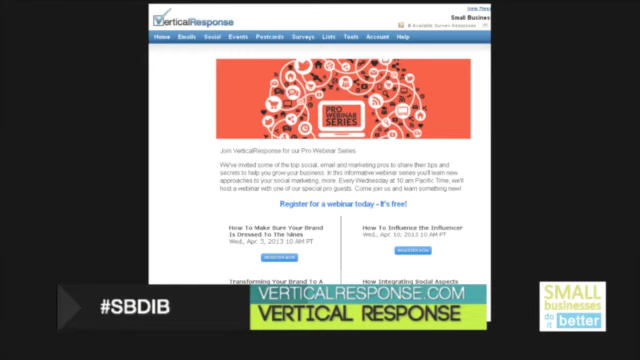 VerticalResponse
Small Business
Home Emails Social Events Postcards Surveys Lists Tools Account Help
PRO
WEBINAR
SERIES
Join VerticalResponse for our Pro Webinar Series.
We've invited some of the top social, email and marketing pros to share their tips and
secrets to help you grow your business. In this informative webinar series you'll learn new
approaches to your social marketing, more. Every Wednesday at 10 am Pacific Time, we'll
host a webinar with one of our special pro guests. Come join us and learn something new!
Register for a webinar today - It's free!
How To Make Sure Your Brand
Is Dressed To The Nines
Wed, Apr. 3, 2013 10 AM PT
REGISTER NOW
How To Influence the Influencer
Wed, Apr. 10, 2013 10 AM PT
REGISTER NOW
Transforming Your Brand To A
How Integrating Social Aspects
#SBDIB
VERTICALRESPONSE.COM
VERTICAL RESPONSE
SMALL
businesses
do it better